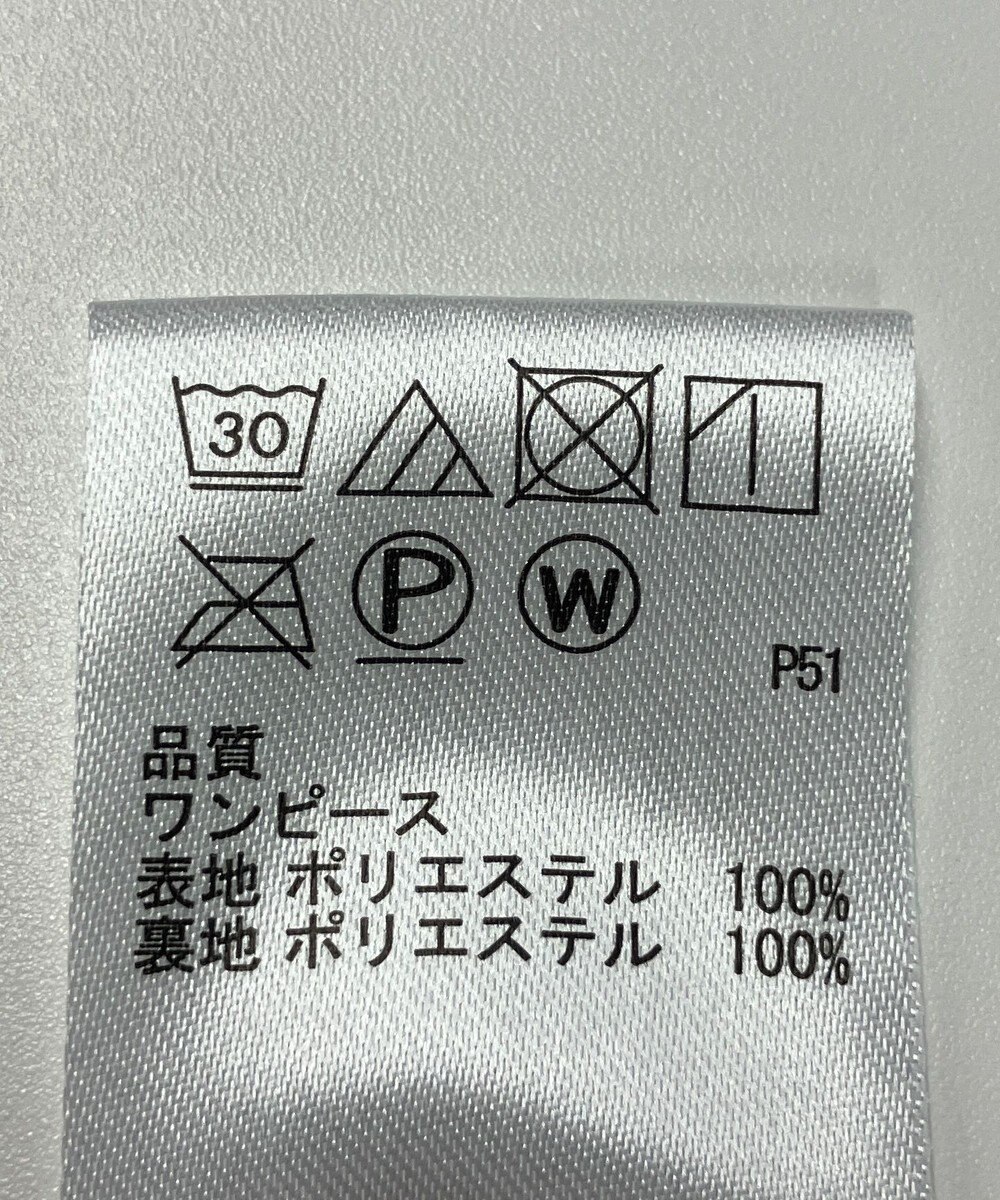 30
P W
P51
品質
ワンピース
表地 ポリエステル 100%
裏地 ポリエステル 100%